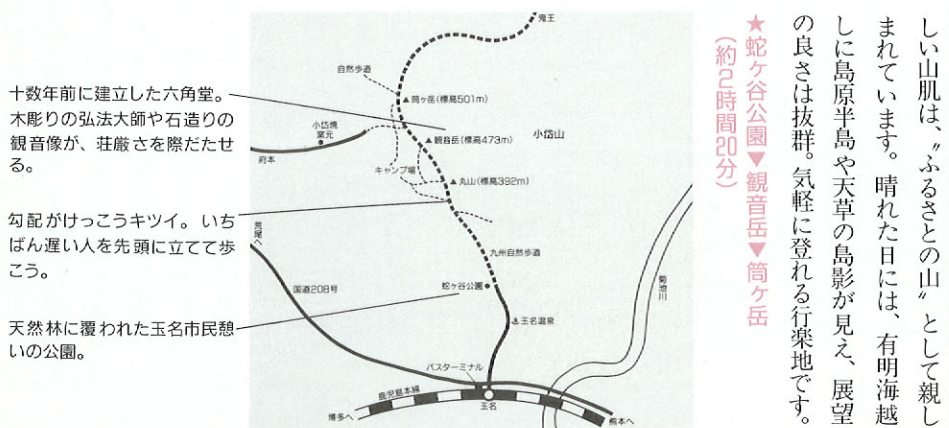 しい山肌は、〝ふるさとの山〟として親し
まれています。晴れた日には、有明海越
しに島原半島や天草の島影が見え、展望
の良さは抜群。気軽に登れる行楽地です。
★蛇ケ谷公園▼観音岳▼筒ヶ岳
（約2時間20分）
十数年前に建立した六角堂。
木彫りの弘法大師や石造りの
観音像が、荘厳さを際だたせ
る。
勾配がけっこうキツイ。いち
ばん遅い人を先頭に立てて歩
こう。
天然林に覆われた玉名市民憩
いの公園。
鬼王
自然歩道
▲筒ヶ岳(標高501m)
小岱焼
窯元
小岱山
▲観音岳(標高473m)
府本
キャンプ場
▲丸山(標高392m)
荒尾へ
九州自然歩道
国道208号
蛇ケ谷公園
菊池川
玉名温泉
バスターミナル
鹿児島本線
玉名
博多へ
熊本へ